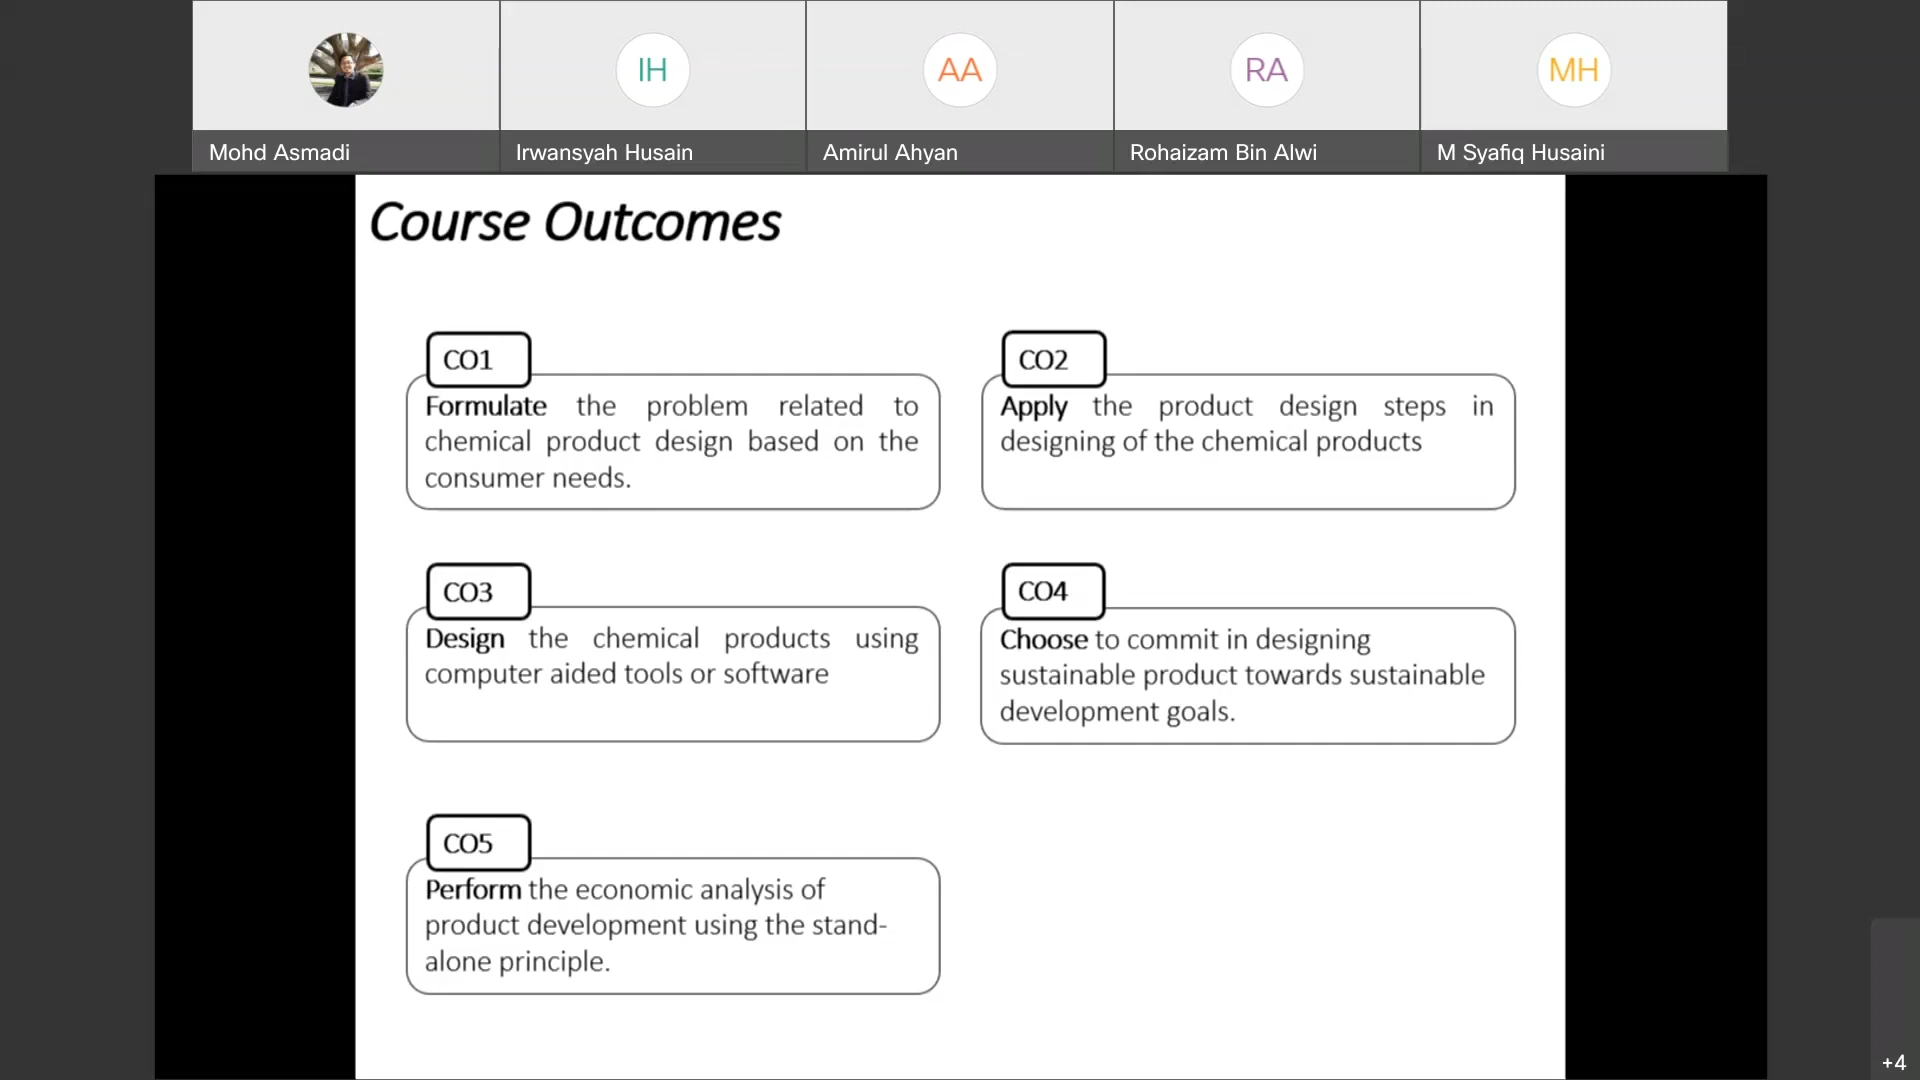 IH
AA
RA
MH
Mohd Asmadi
Irwansyah Husain
Amirul Ahyan
Rohaizam Bin Alwi
M Syafiq Husaini
Course Outcomes
CO1
Formulate the problem related to
chemical product design based on the
consumer needs.
CO2
Apply the product design steps in
designing of the chemical products
CO3
Design the chemical products using
computer aided tools or software
CO4
Choose to commit in designing
sustainable product towards sustainable
development goals.
CO5
Perform the economic analysis of
product development using the stand-
alone principle.
+4